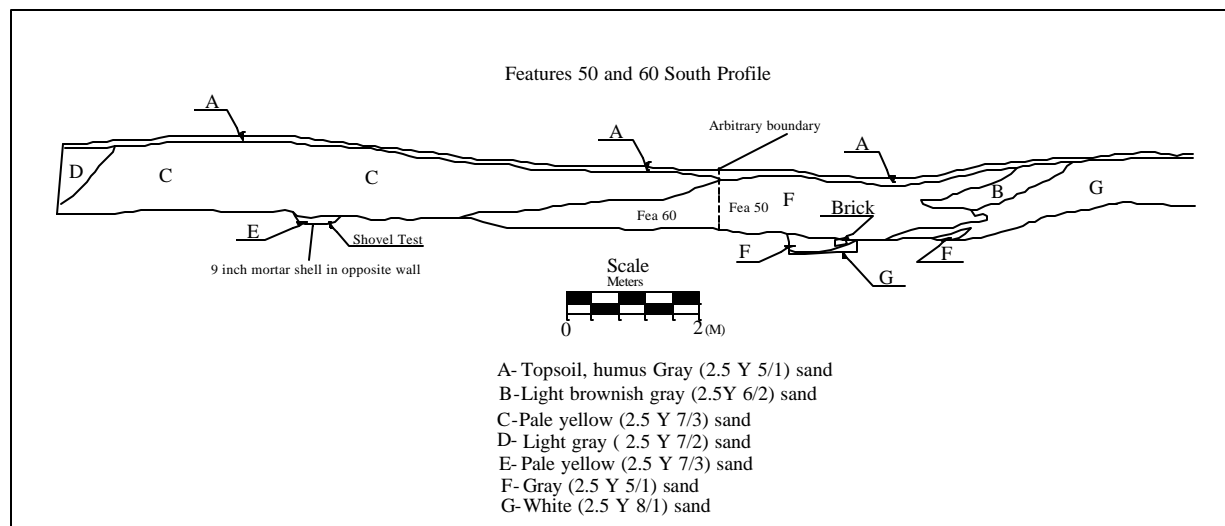 Features 50 and 60 South Profile
A
A
Arbitrary boundary
A
D
C
C
F
B
G
Fea 60
Fea 50
Brick
E
Shovel Test
9 inch mortar shell in opposite wall
F
F
G
Scale
Meters
0
2 (M)
A- Topsoil, humus Gray (2.5 Y 5/1) sand
B-Light brownish gray (2.5Y 6/2) sand
C-Pale yellow (2.5 Y 7/3) sand
D- Light gray ( 2.5 Y 7/2) sand
E- Pale yellow (2.5 Y 7/3) sand
F- Gray (2.5 Y 5/1) sand
G-White (2.5 Y 8/1) sand